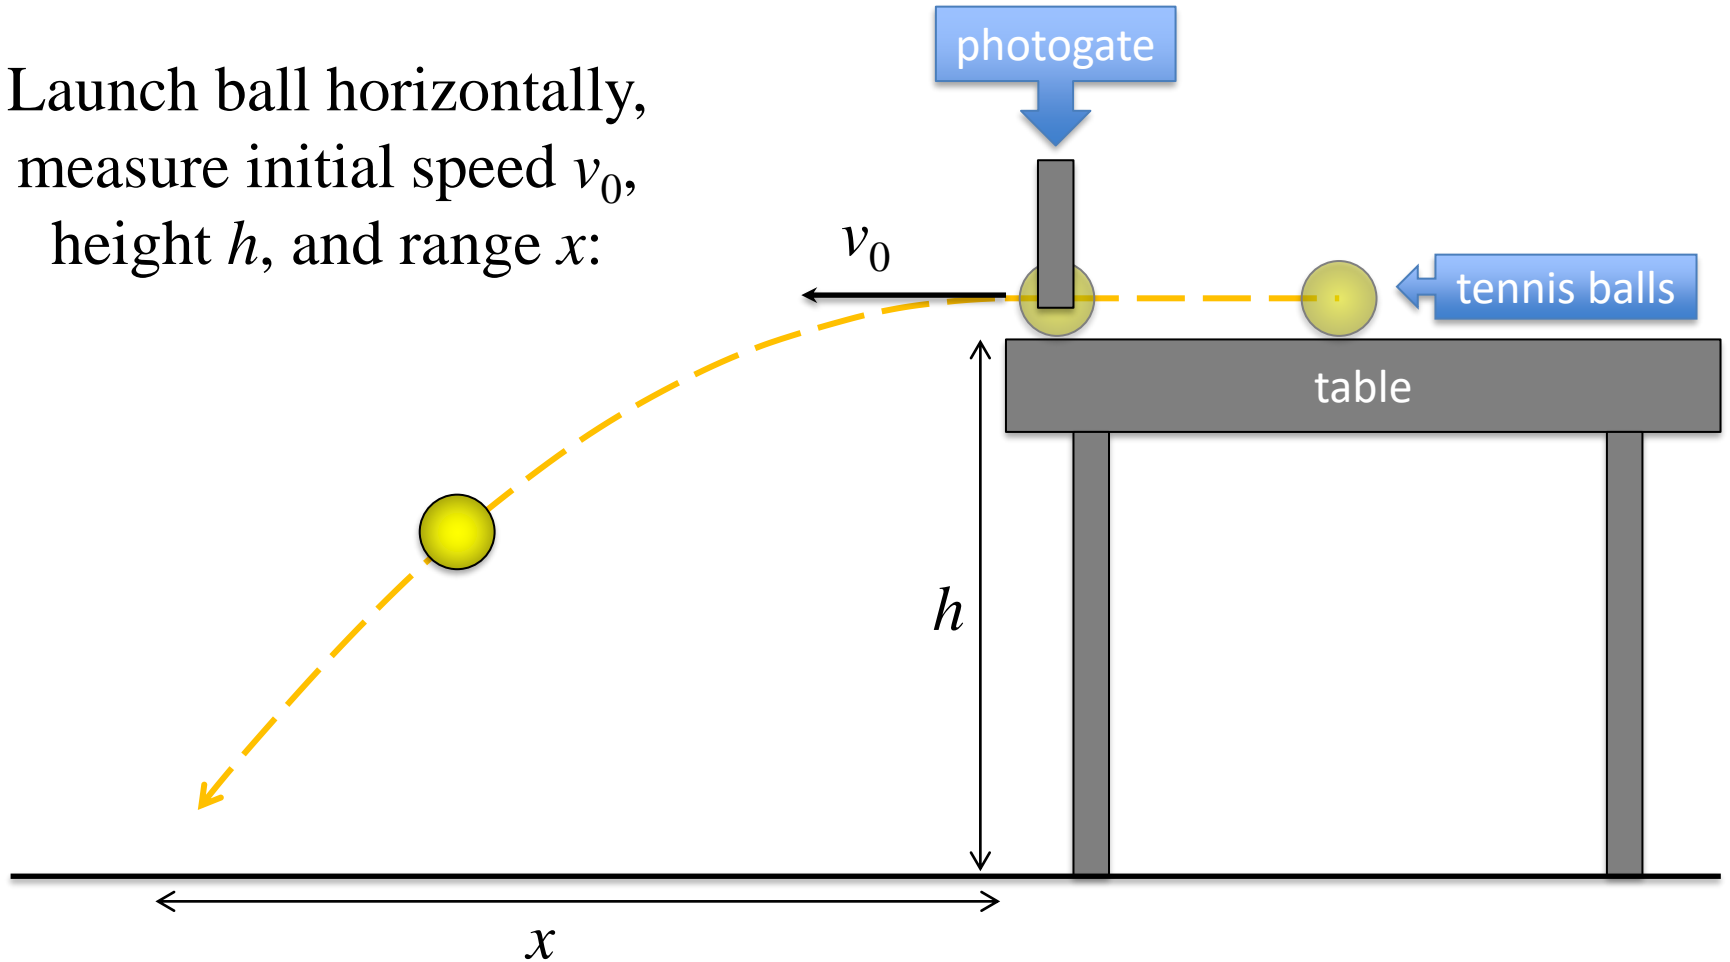 Launch ball horizontally,
measure initial speed v₀,
height h, and range x:
photogate
v₀
tennis balls
table
h
x